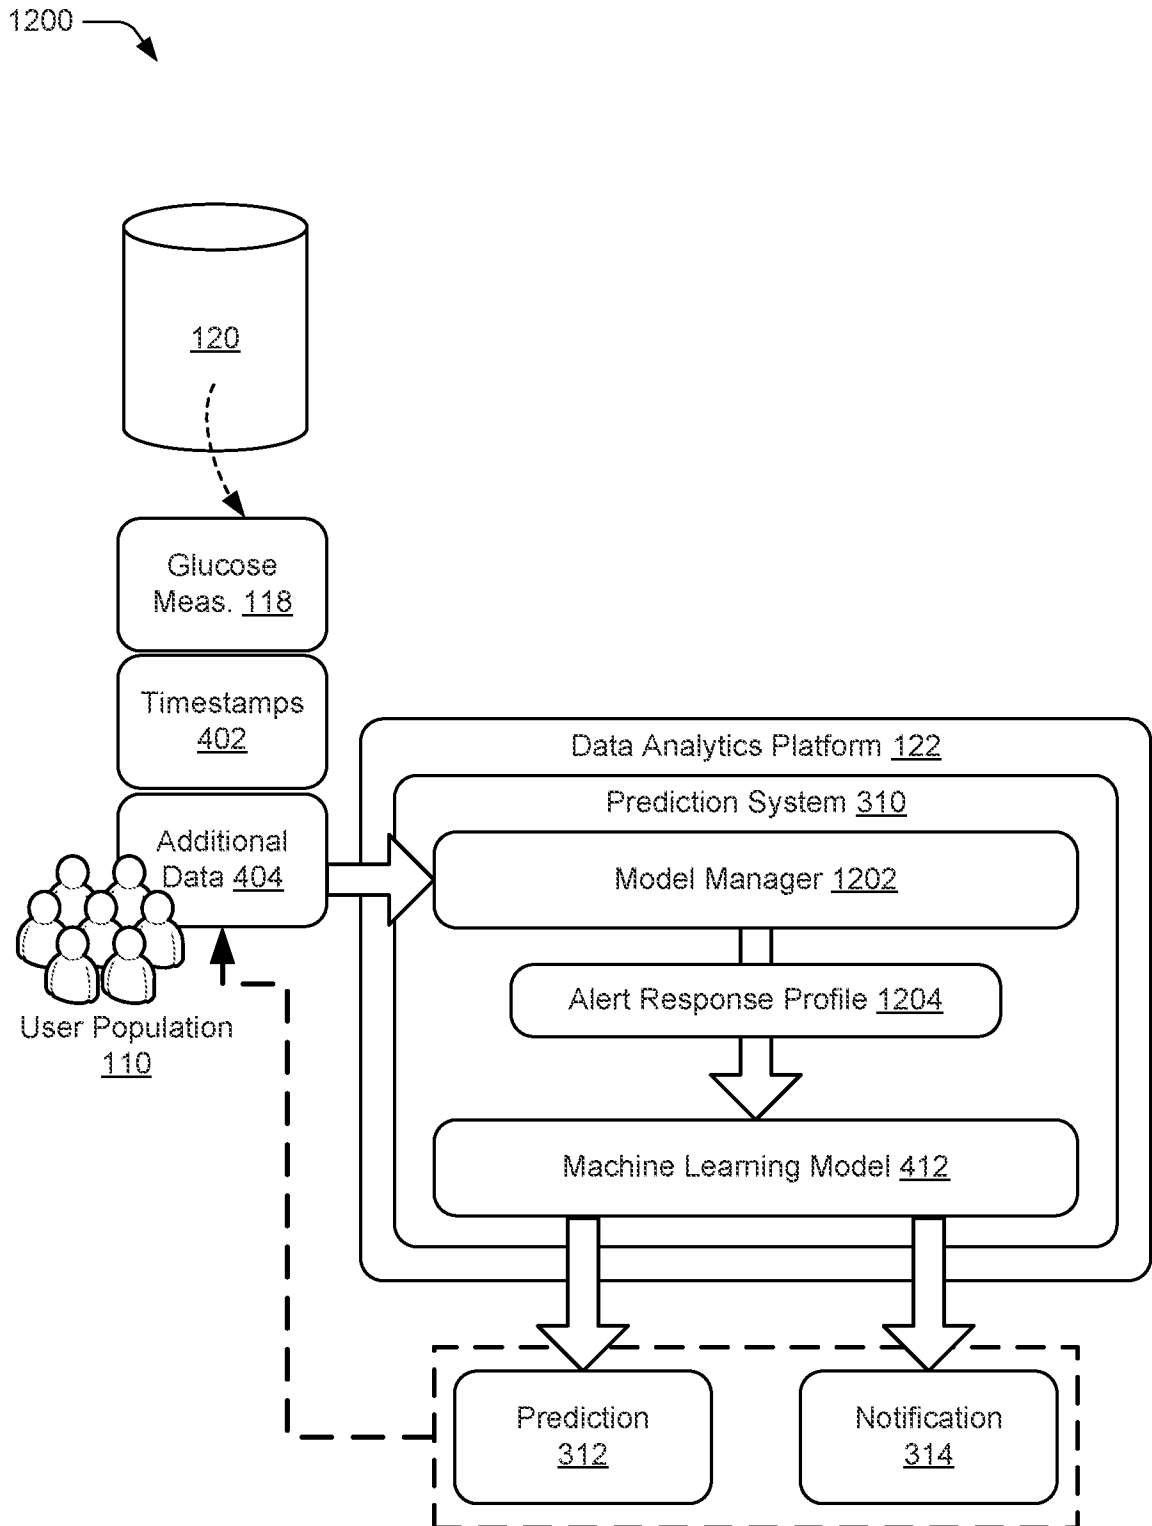 1200
120
Glucose
Meas. 118
Timestamps
402
Additional
Data 404
User Population
110
Data Analytics Platform 122
Prediction System 310
Model Manager 1202
Alert Response Profile 1204
Machine Learning Model 412
Prediction
312
Notification
314